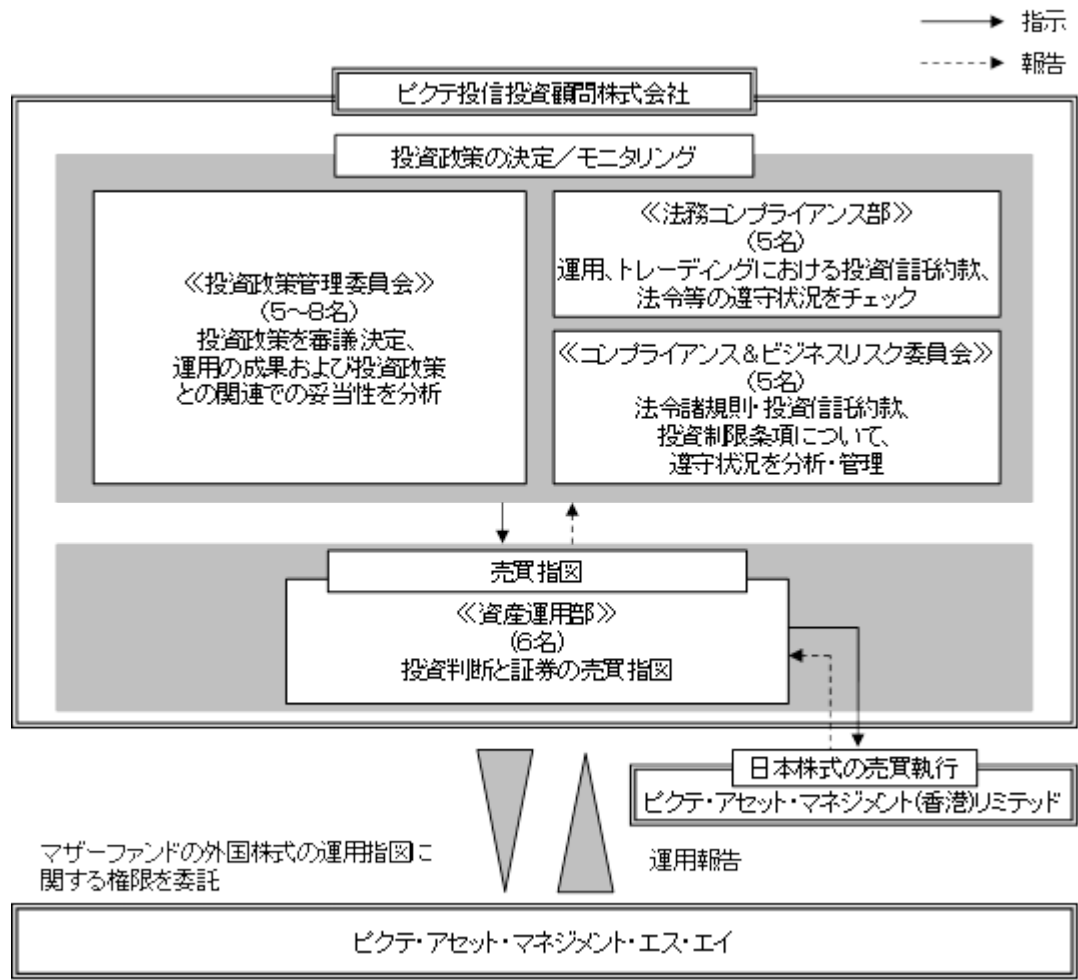 指示
報告
ピクテ投信投資顧問株式会社
投資政策の決定／モニタリング
≪投資政策管理委員会≫
(5～8名)
投資政策を審議決定、
運用の成果および投資政策
との関連での妥当性を分析
≪法務コンプライアンス部≫
(5名)
運用、トレーディングにおける投資信託約款、
法令等の遵守状況をチェック
≪コンプライアンス＆ビジネスリスク委員会≫
(5名)
法令諸規則・投資信託約款、
投資制限条項について、
遵守状況を分析・管理
売買指図
≪資産運用部≫
(6名)
投資判断と証券の売買指図
日本株式の売買執行
ピクテ・アセット・マネジメント(香港)リミテッド
マザーファンドの外国株式の運用指図に
関する権限を委託
運用報告
ピクテ・アセット・マネジメント・エス・エイ